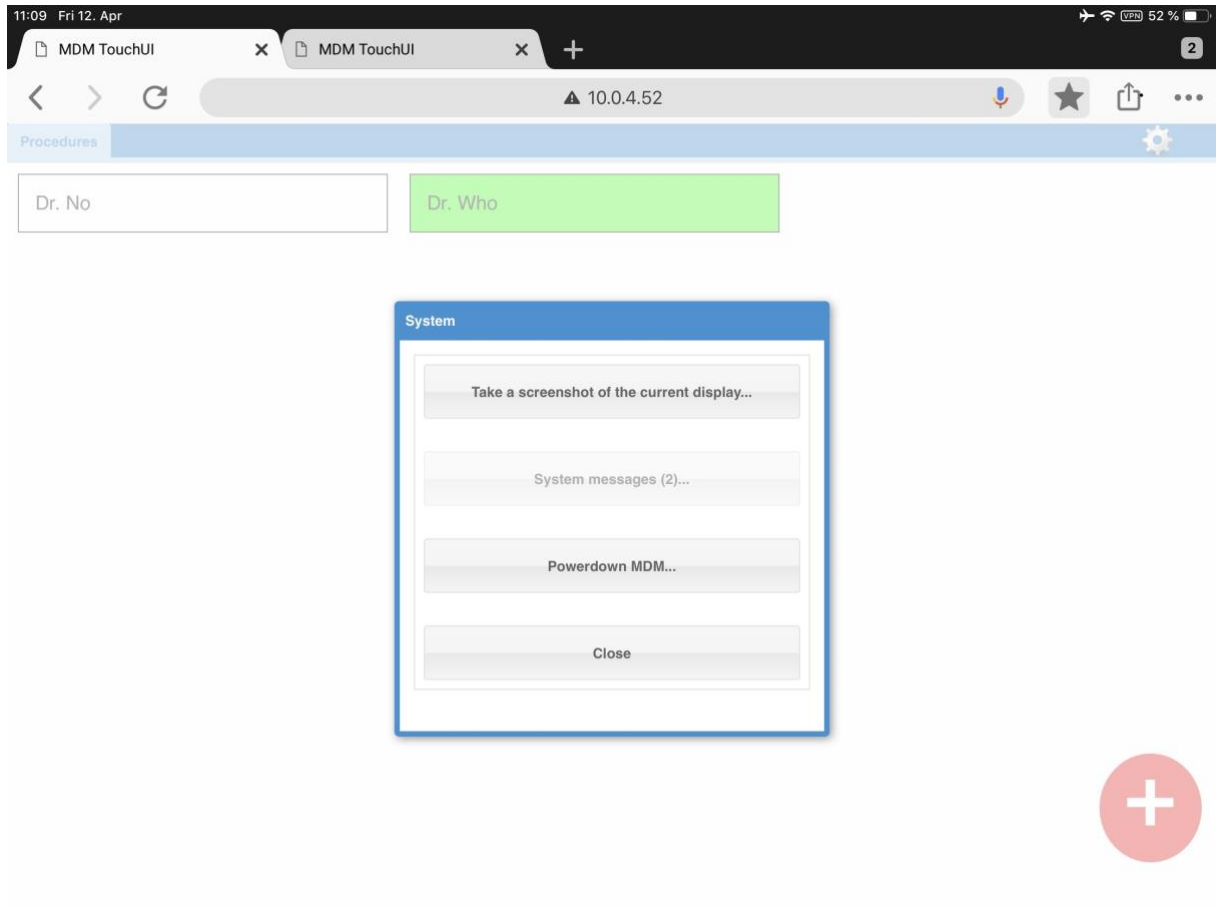 11:09 Fri 12. Apr VPN 52 %
MDM TouchUI MDM TouchUI 2
10.0.4.52
Procedures
Dr. No Dr. Who
System
Take a screenshot of the current display...
System messages (2)...
Powerdown MDM...
Close